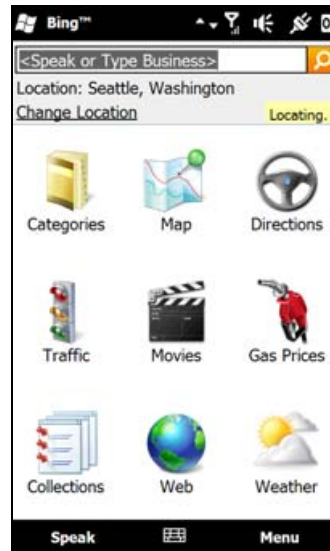 Bing™
<Speak or Type Business>
Location: Seattle, Washington
Change Location
Locating.
Categories
Map
Directions
Traffic
Movies
Gas Prices
Collections
Web
Weather
Speak
Menu